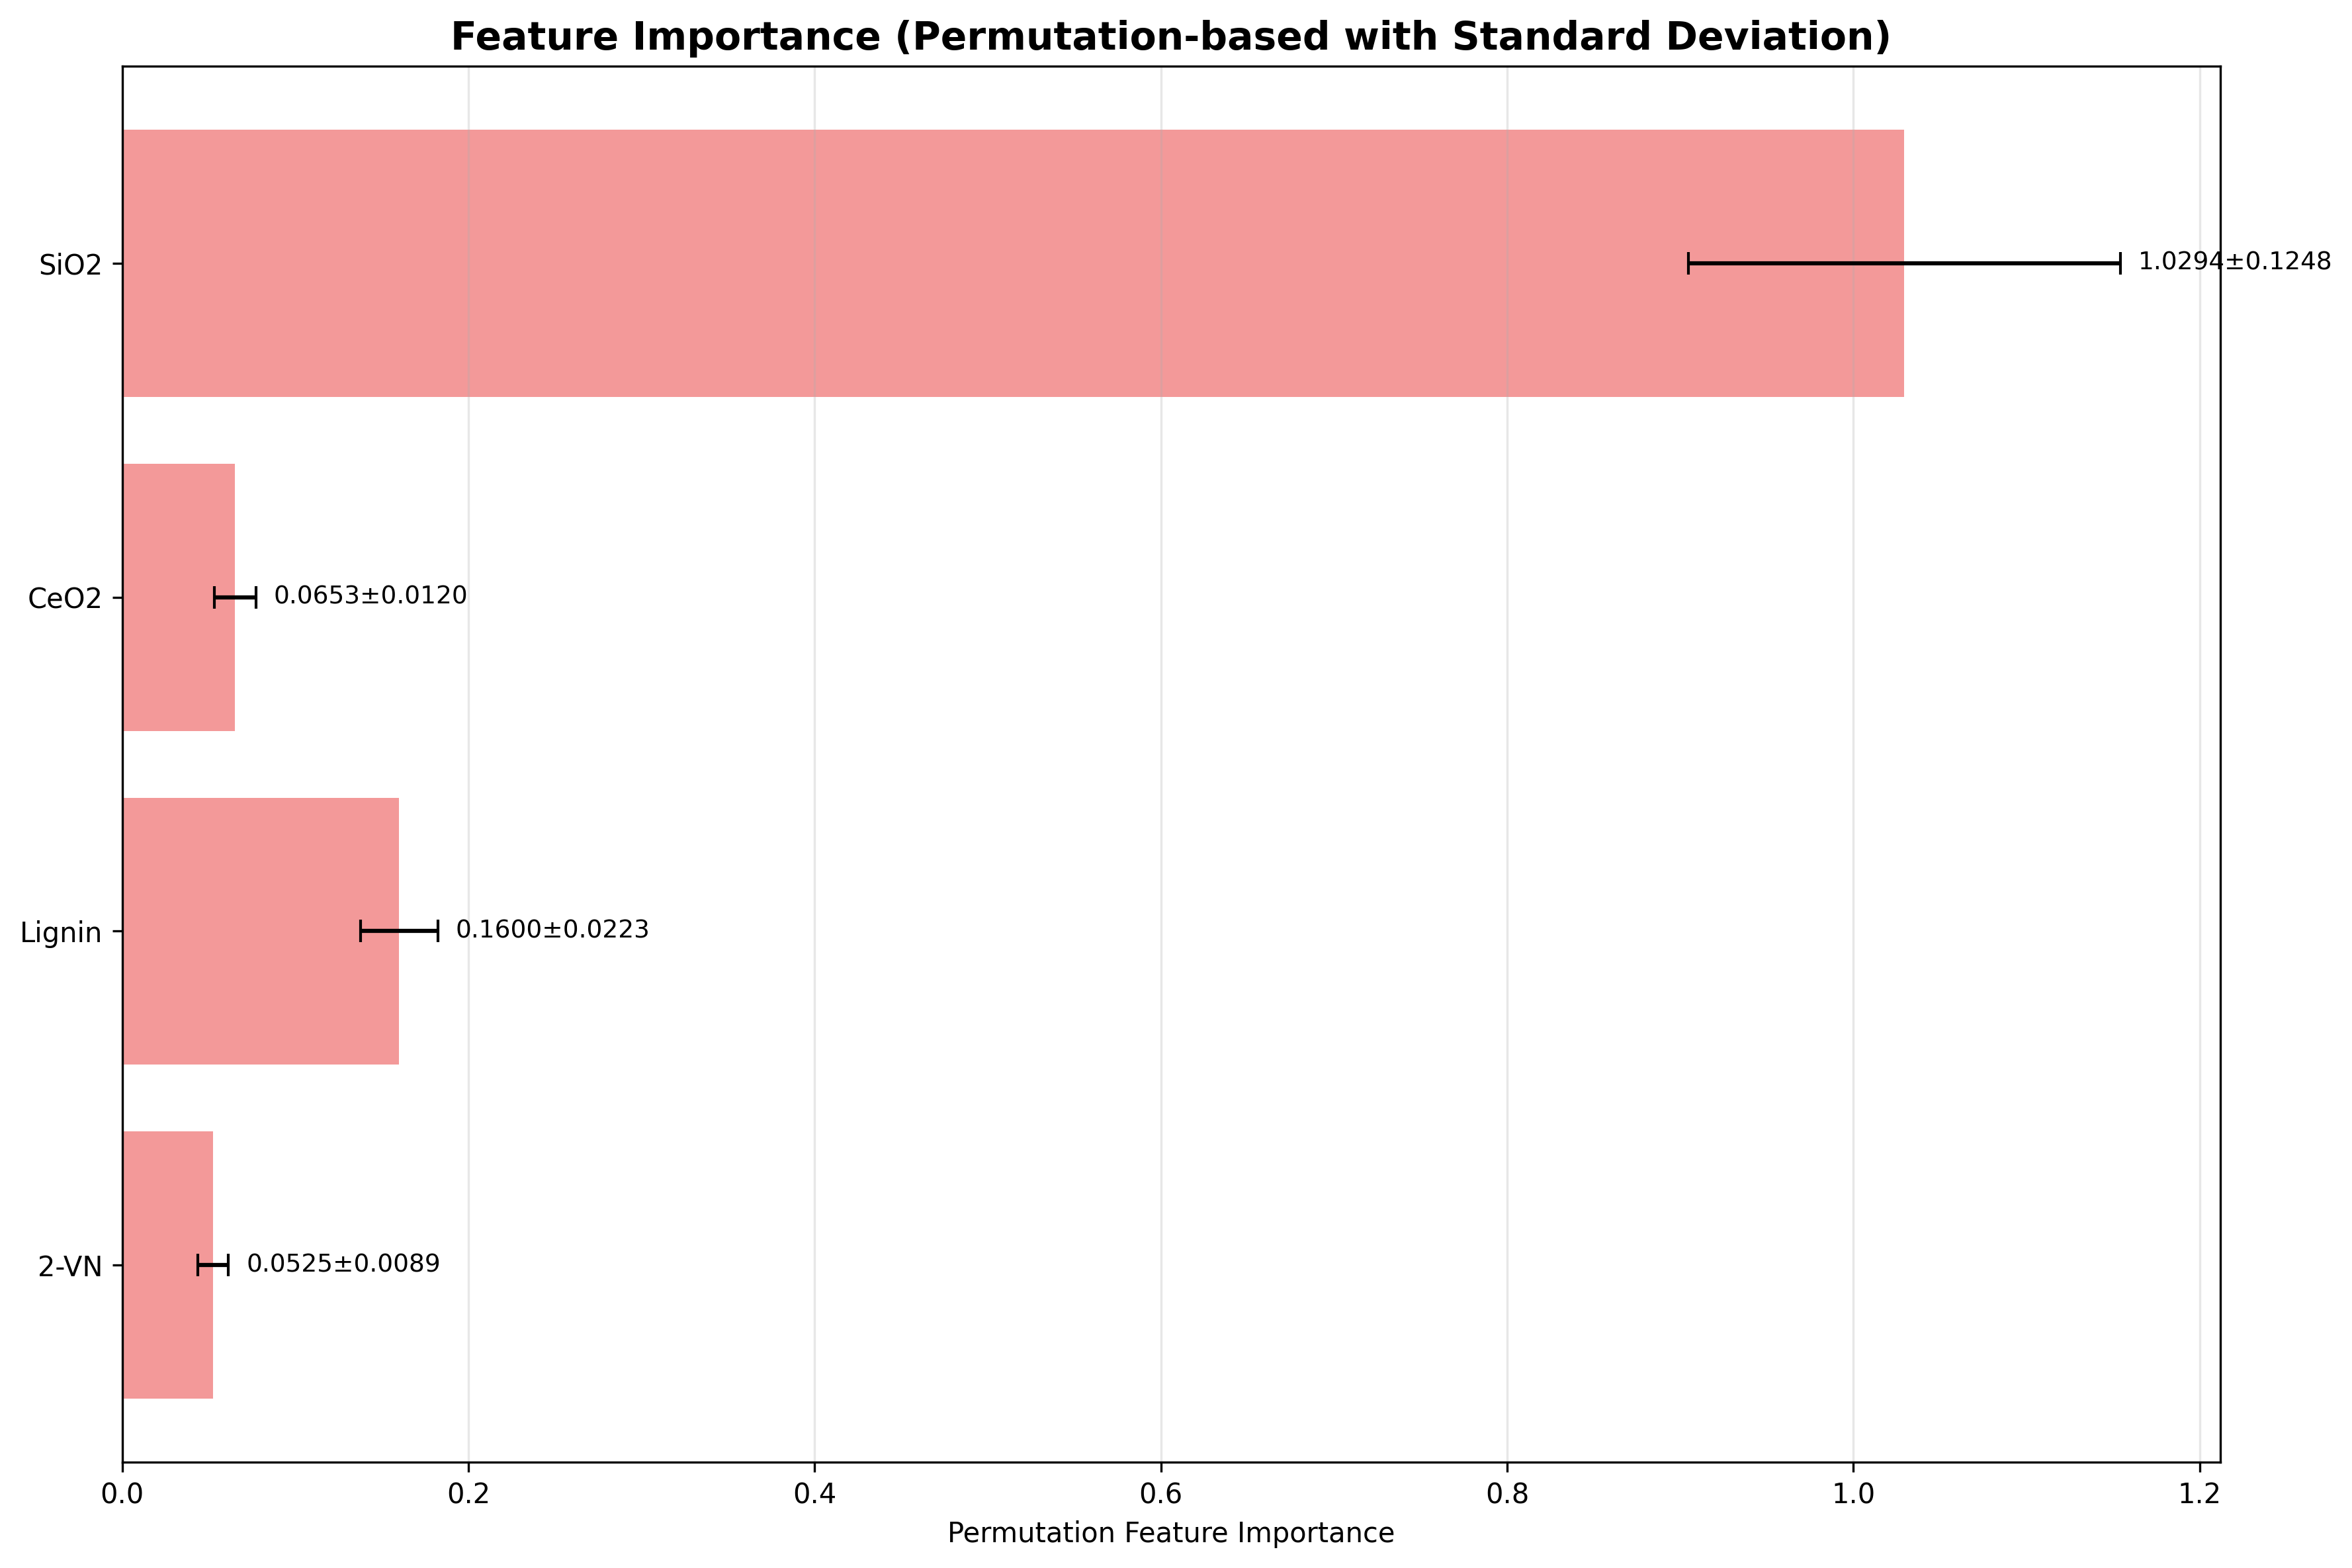 Feature Importance (Permutation-based with Standard Deviation)
SiO2
1.0294±0.1248
CeO2
0.0653±0.0120
Lignin
0.1600±0.0223
2-VN
0.0525±0.0089
0.0 0.2 0.4 0.6 0.8 1.0 1.2
Permutation Feature Importance